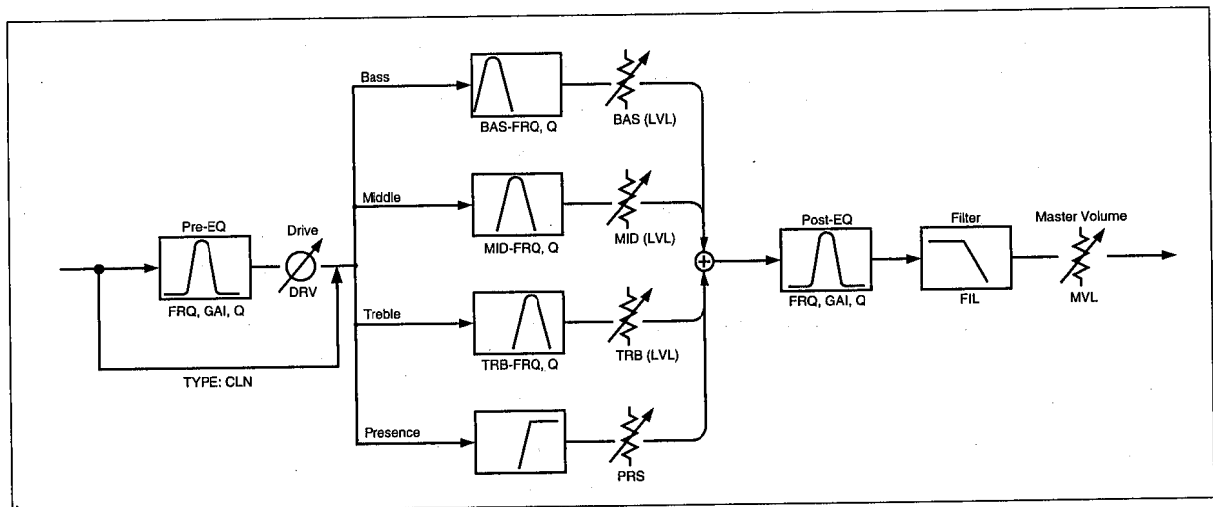 Bass
BAS-FRQ, Q
BAS (LVL)
Middle
MID-FRQ, Q
MID (LVL)
Pre-EQ
FRQ, GAI, Q
Drive
DRV
TYPE: CLN
Treble
TRB-FRQ, Q
TRB (LVL)
Presence
PRS
Post-EQ
FRQ, GAI, Q
Filter
FIL
Master Volume
MVL